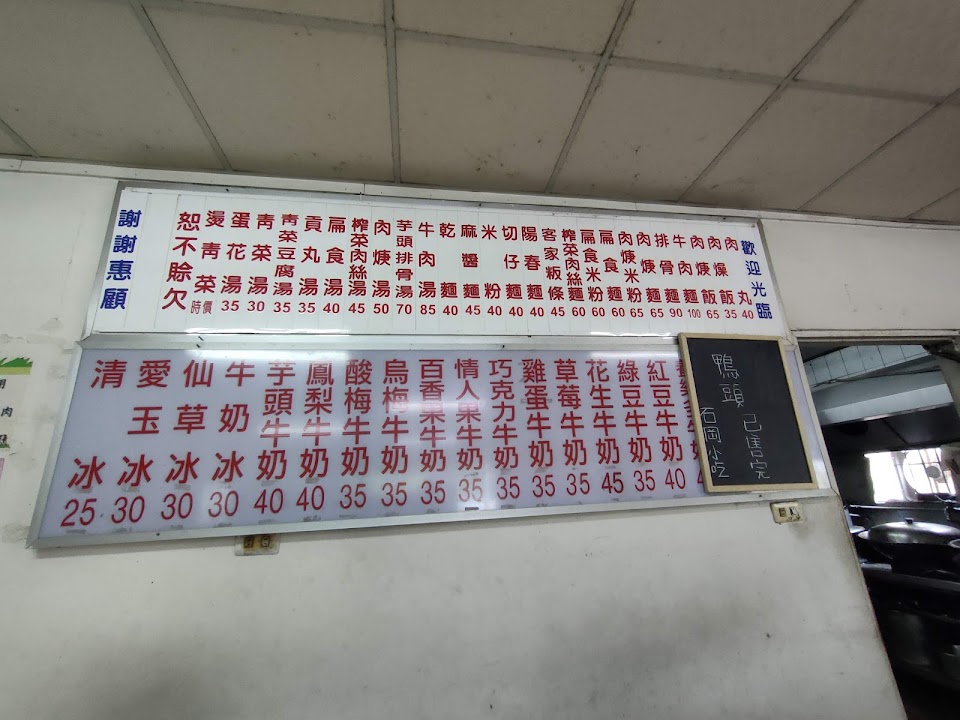 歡迎光臨
肉丸 40
肉燥飯 35
肉焿飯 65
牛肉麵 100
排骨麵 90
肉焿麵 65
肉焿米粉 65
扁食麵 60
扁食米粉 60
榨菜肉絲麵 60
客家粄條 45
陽春麵 40
切仔麵 40
米粉 40
麻醬麵 45
乾麵 40
牛肉湯 85
芋頭排骨湯 70
肉焿湯 50
榨菜肉絲湯 45
扁食湯 40
貢丸湯 35
青菜豆腐湯 35
青菜湯 30
蛋花湯 35
燙青菜 時價
恕不賒欠
謝謝惠顧
鴨頭
石岡小吃
已售完
紅豆牛奶 40
綠豆牛奶 35
花生牛奶 45
草莓牛奶 35
雞蛋牛奶 35
巧克力牛奶 35
情人果牛奶 35
百香果牛奶 35
烏梅牛奶 35
酸梅牛奶 35
鳳梨牛奶 40
芋頭牛奶 40
牛奶冰 30
仙草冰 30
愛玉冰 30
清冰 25
肉